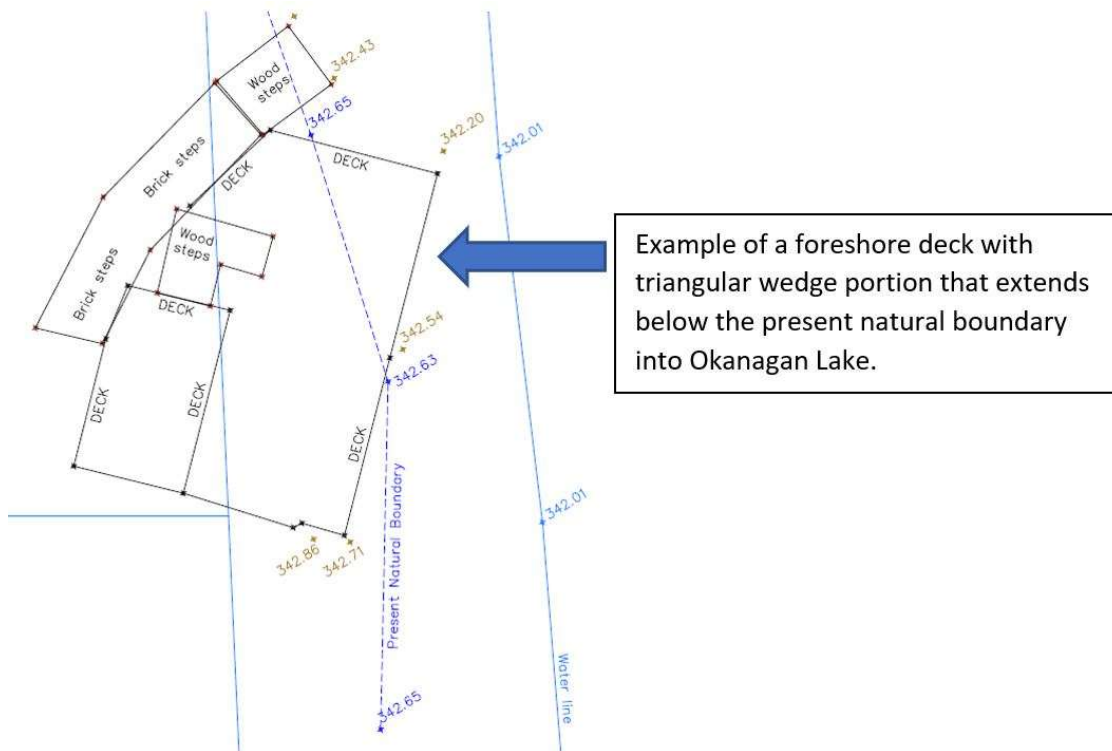 342.43
Wood
steps
342.65
342.20
342.01
DECK
Brick steps
DECK
Wood
steps
Brick steps
DECK
Example of a foreshore deck with
triangular wedge portion that extends
below the present natural boundary
into Okanagan Lake.
342.54
342.63
DECK
DECK
DECK
Present Natural Boundary
342.01
342.86
342.71
342.65
Water line